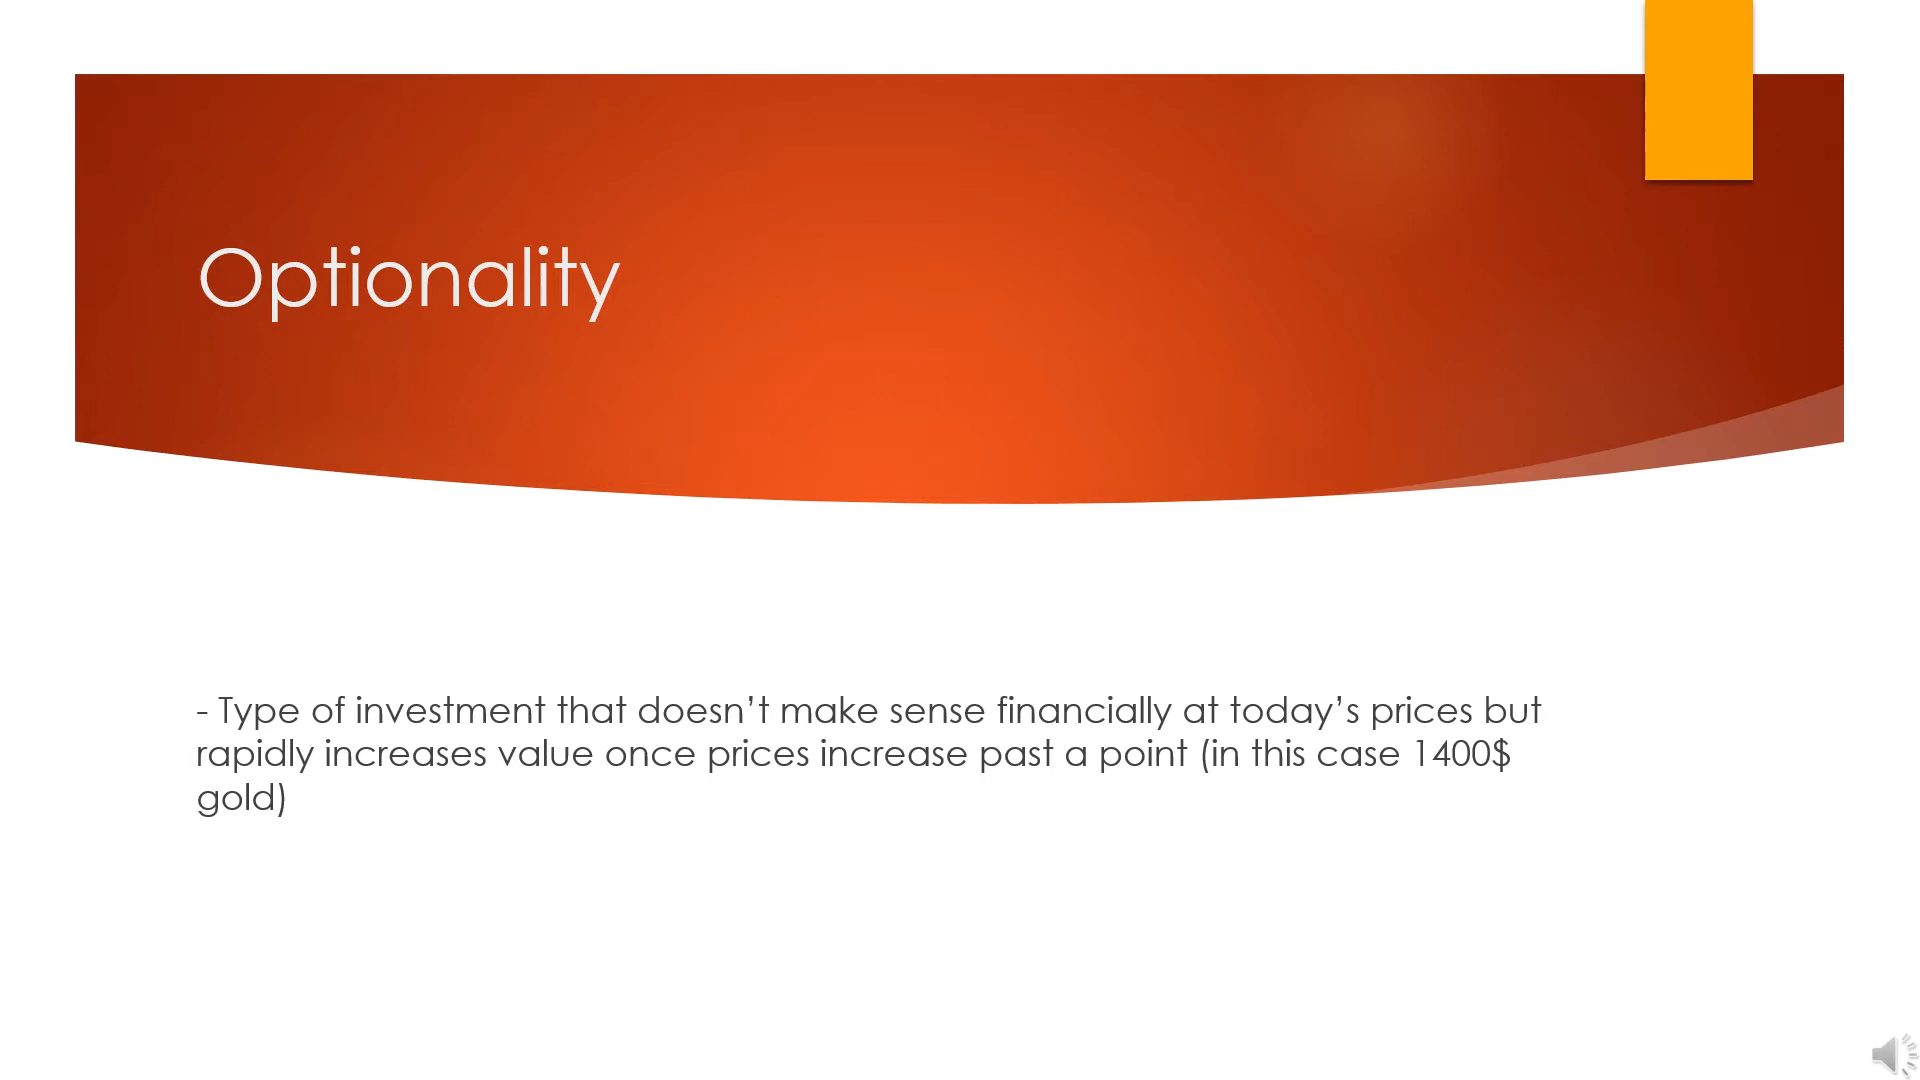 Optionality
- Type of investment that doesn’t make sense financially at today’s prices but
rapidly increases value once prices increase past a point (in this case 1400$
gold)